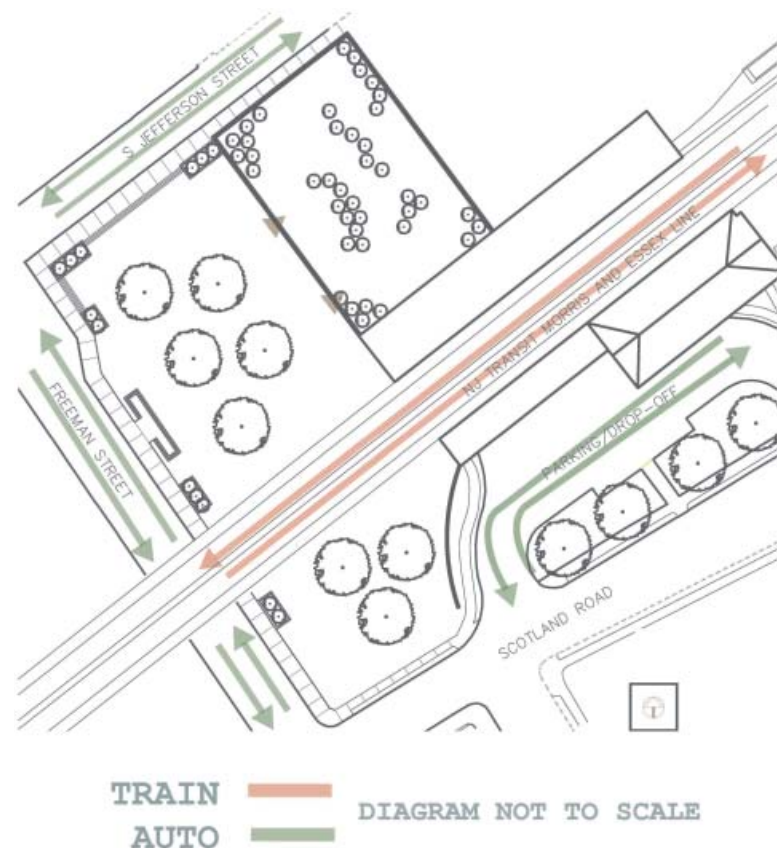 S JEFFERSON STREET
NJ TRANSIT MORRIS AND ESSEX LINE
FREEMAN STREET
PARKING/DROP-OFF
SCOTLAND ROAD
TRAIN
AUTO
DIAGRAM NOT TO SCALE